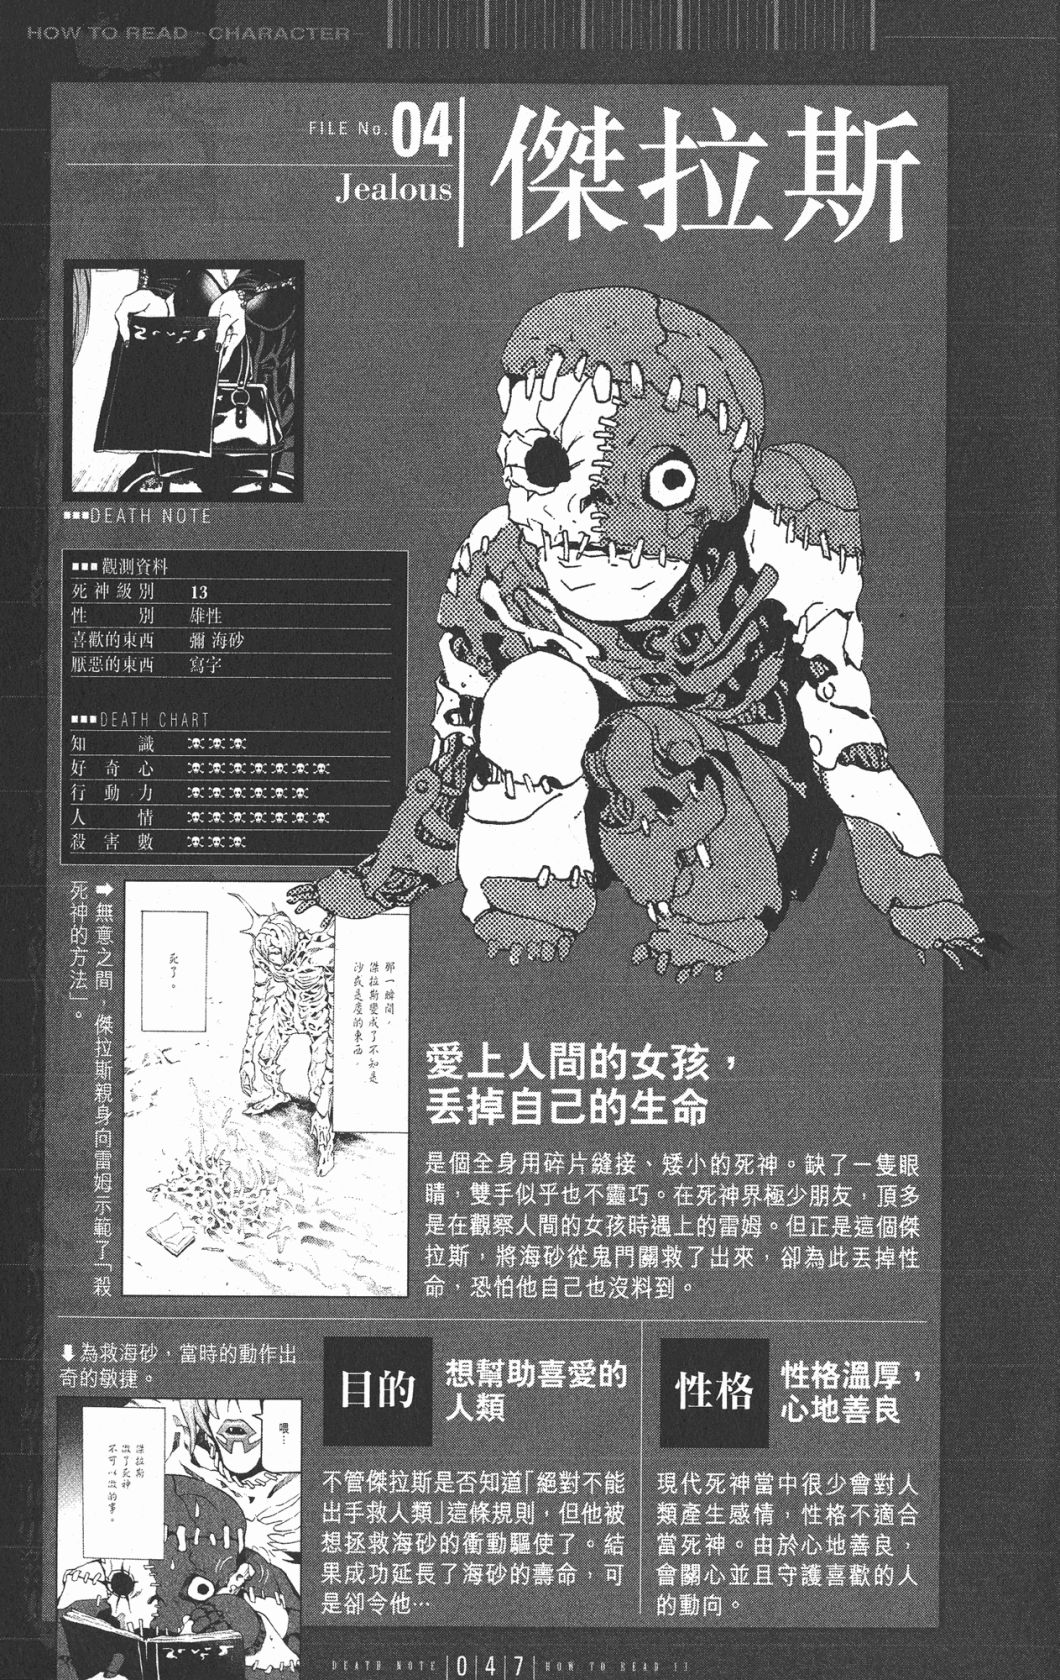 HOW TO READ -CHARACTER-
FILE No.04
Jealous
傑拉斯
■■■DEATH NOTE
■■■觀測資料
死神級別 13
性別 雄性
喜歡的東西 彌 海砂
厭惡的東西 寫字
■■■DEATH CHART
知識
好奇心
行動力
人情
殺害數
➡無意之間，傑拉斯親身向雷姆示範了「殺
死神的方法」。
那一瞬間，
傑拉斯變成了不知是
沙或是塵的東西，
死了。
愛上人間的女孩，
丟掉自己的生命
是個全身用碎片縫接、矮小的死神。缺了一隻眼
睛，雙手似乎也不靈巧。在死神界極少朋友，頂多
是在觀察人間的女孩時遇上的雷姆。但正是這個傑
拉斯，將海砂從鬼門關救了出來，卻為此丟掉性
命，恐怕他自己也沒料到。
⬇為救海砂，當時的動作出
奇的敏捷。
喂…
傑拉斯
做了死神
不可以做的事。
目的
想幫助喜愛的
人類
不管傑拉斯是否知道「絕對不能
出手救人類」這條規則，但他被
想拯救海砂的衝動驅使了。結
果成功延長了海砂的壽命，可
是卻令他…
性格
性格溫厚，
心地善良
現代死神當中很少會對人
類產生感情，性格不適合
當死神。由於心地善良，
會關心並且守護喜歡的人
的動向。
DEATH NOTE |0|4|7| HOW TO READ 13